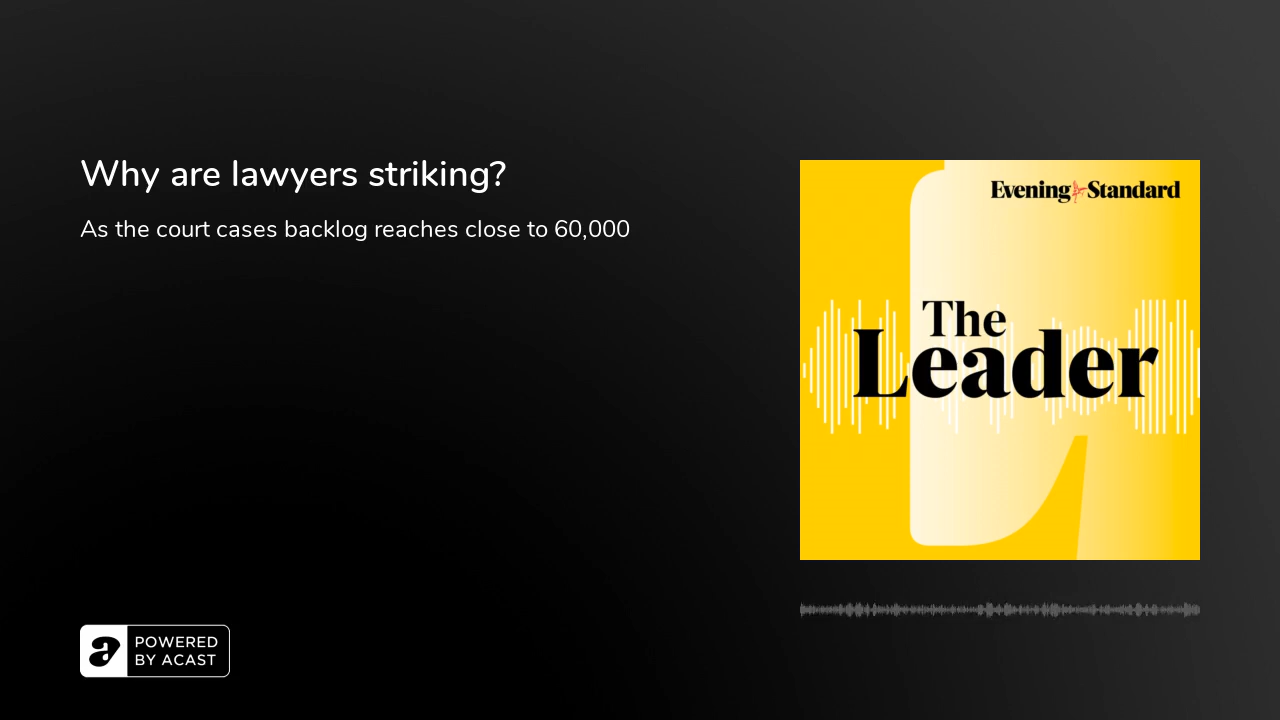 Why are lawyers striking?
As the court cases backlog reaches close to 60,000
Evening Standard
The
Leader
a
POWERED
BY ACAST